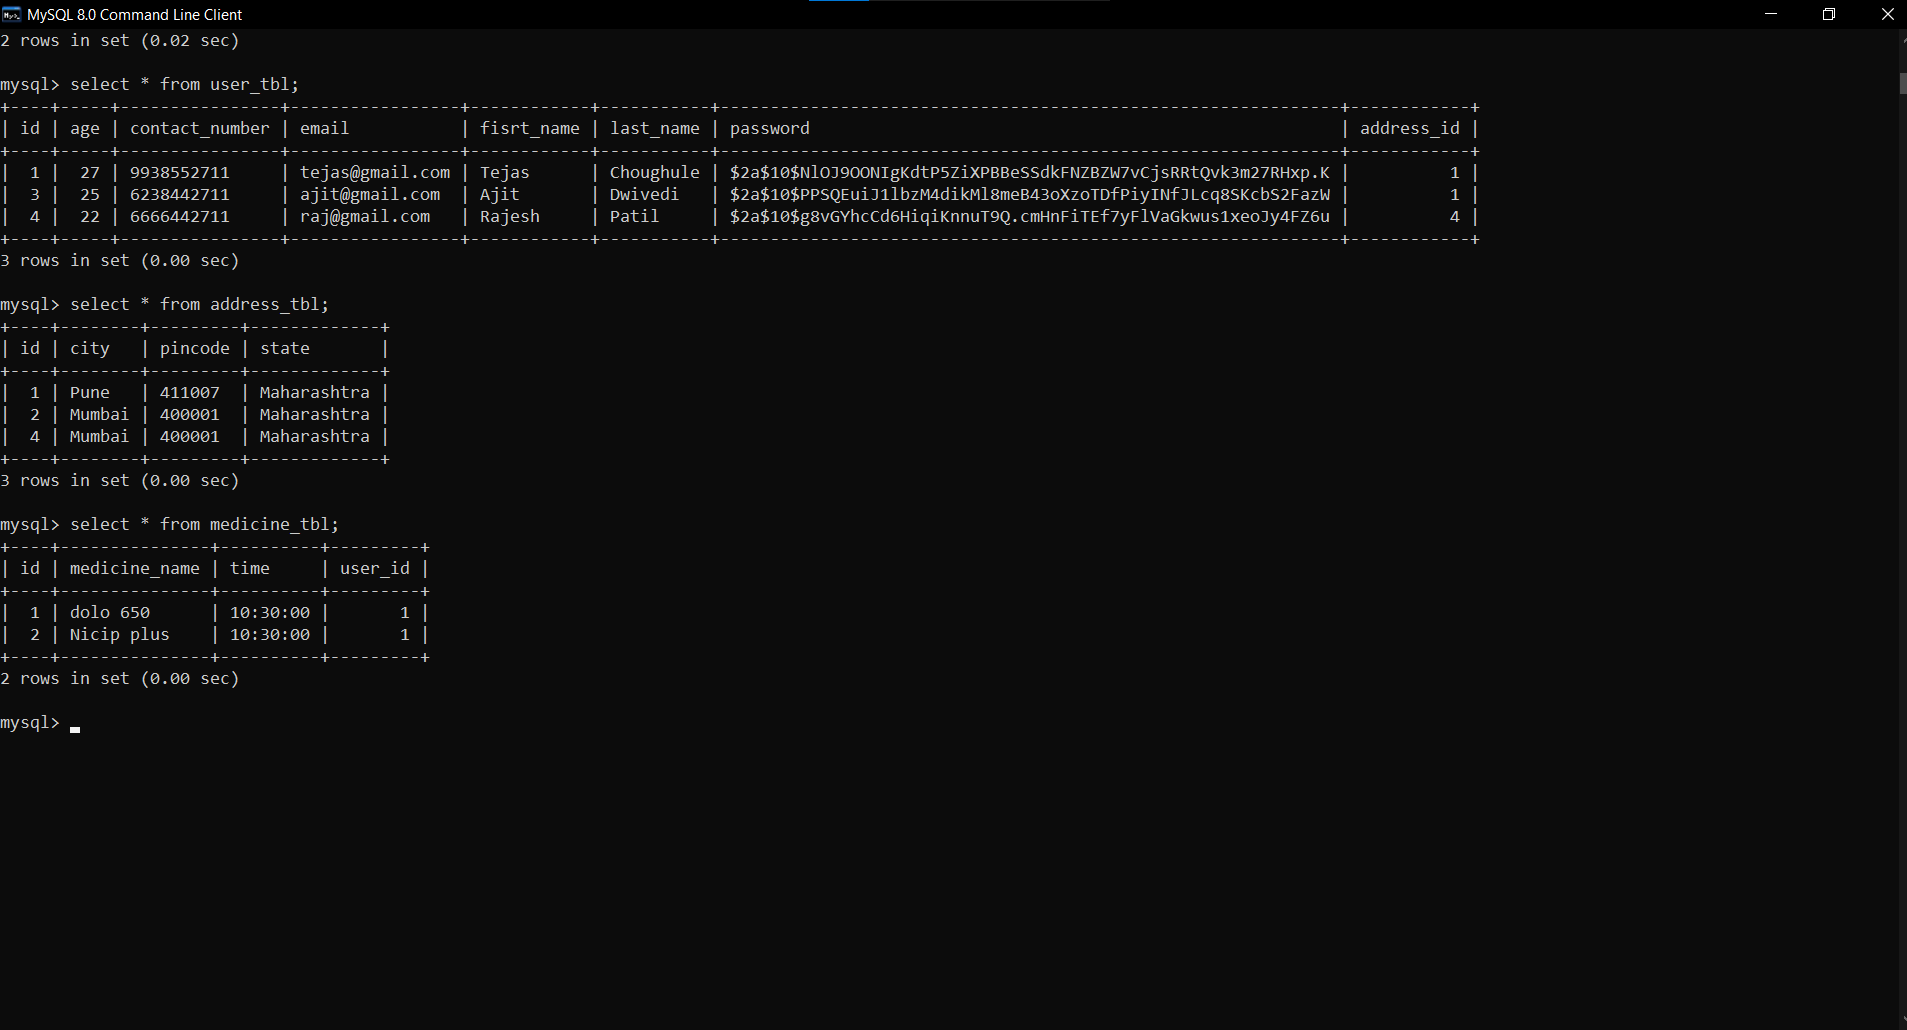 MySQL 8.0 Command Line Client
2 rows in set (0.02 sec)
mysql> select * from user_tbl;
+----+-----+----------------+-----------------+------------+-----------+--------------------------------------------------------------+------------+
| id | age | contact_number | email           | fisrt_name | last_name | password                                                     | address_id |
+----+-----+----------------+-----------------+------------+-----------+--------------------------------------------------------------+------------+
|  1 |  27 | 9938552711     | tejas@gmail.com | Tejas      | Choughule | $2a$10$NlOJ9OONIgKdtP5ZiXPBBeSSdkFNZBZW7vCjsRRtQvk3m27RHxp.K |          1 |
|  3 |  25 | 6238442711     | ajit@gmail.com  | Ajit       | Dwivedi   | $2a$10$PPSQEuiJ1lbzM4dikMl8meB43oXzoTDfPiyINfJLcq8SKcbS2FazW |          1 |
|  4 |  22 | 6666442711     | raj@gmail.com   | Rajesh     | Patil     | $2a$10$g8vGYhcCd6HiqiKnnuT9Q.cmHnFiTEf7yFlVaGkwus1xeoJy4FZ6u |          4 |
+----+-----+----------------+-----------------+------------+-----------+--------------------------------------------------------------+------------+
3 rows in set (0.00 sec)
mysql> select * from address_tbl;
+----+--------+---------+-------------+
| id | city   | pincode | state       |
+----+--------+---------+-------------+
|  1 | Pune   | 411007  | Maharashtra |
|  2 | Mumbai | 400001  | Maharashtra |
|  4 | Mumbai | 400001  | Maharashtra |
+----+--------+---------+-------------+
3 rows in set (0.00 sec)
mysql> select * from medicine_tbl;
+----+---------------+----------+---------+
| id | medicine_name | time     | user_id |
+----+---------------+----------+---------+
|  1 | dolo 650      | 10:30:00 |       1 |
|  2 | Nicip plus    | 10:30:00 |       1 |
+----+---------------+----------+---------+
2 rows in set (0.00 sec)
mysql>